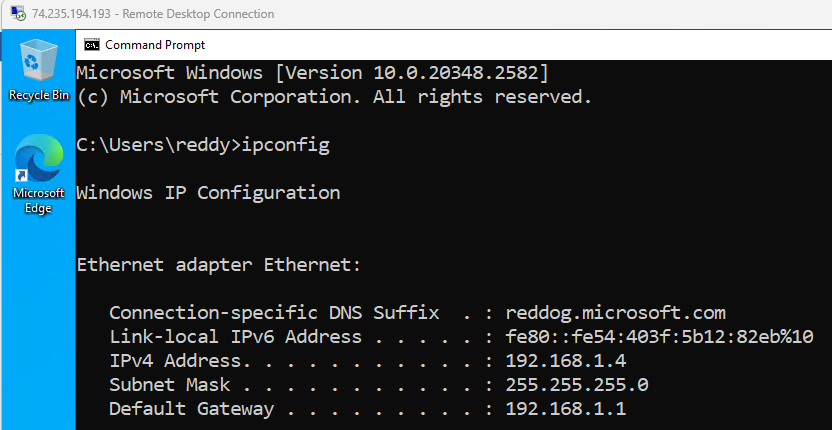 74.235.194.193 - Remote Desktop Connection
Command Prompt
Recycle Bin
Microsoft Edge
Microsoft Windows [Version 10.0.20348.2582]
(c) Microsoft Corporation. All rights reserved.
C:\Users\reddy>ipconfig
Windows IP Configuration
Ethernet adapter Ethernet:
Connection-specific DNS Suffix  . : reddog.microsoft.com
Link-local IPv6 Address . . . . . : fe80::fe54:403f:5b12:82eb%10
IPv4 Address. . . . . . . . . . . : 192.168.1.4
Subnet Mask . . . . . . . . . . . : 255.255.255.0
Default Gateway . . . . . . . . . : 192.168.1.1